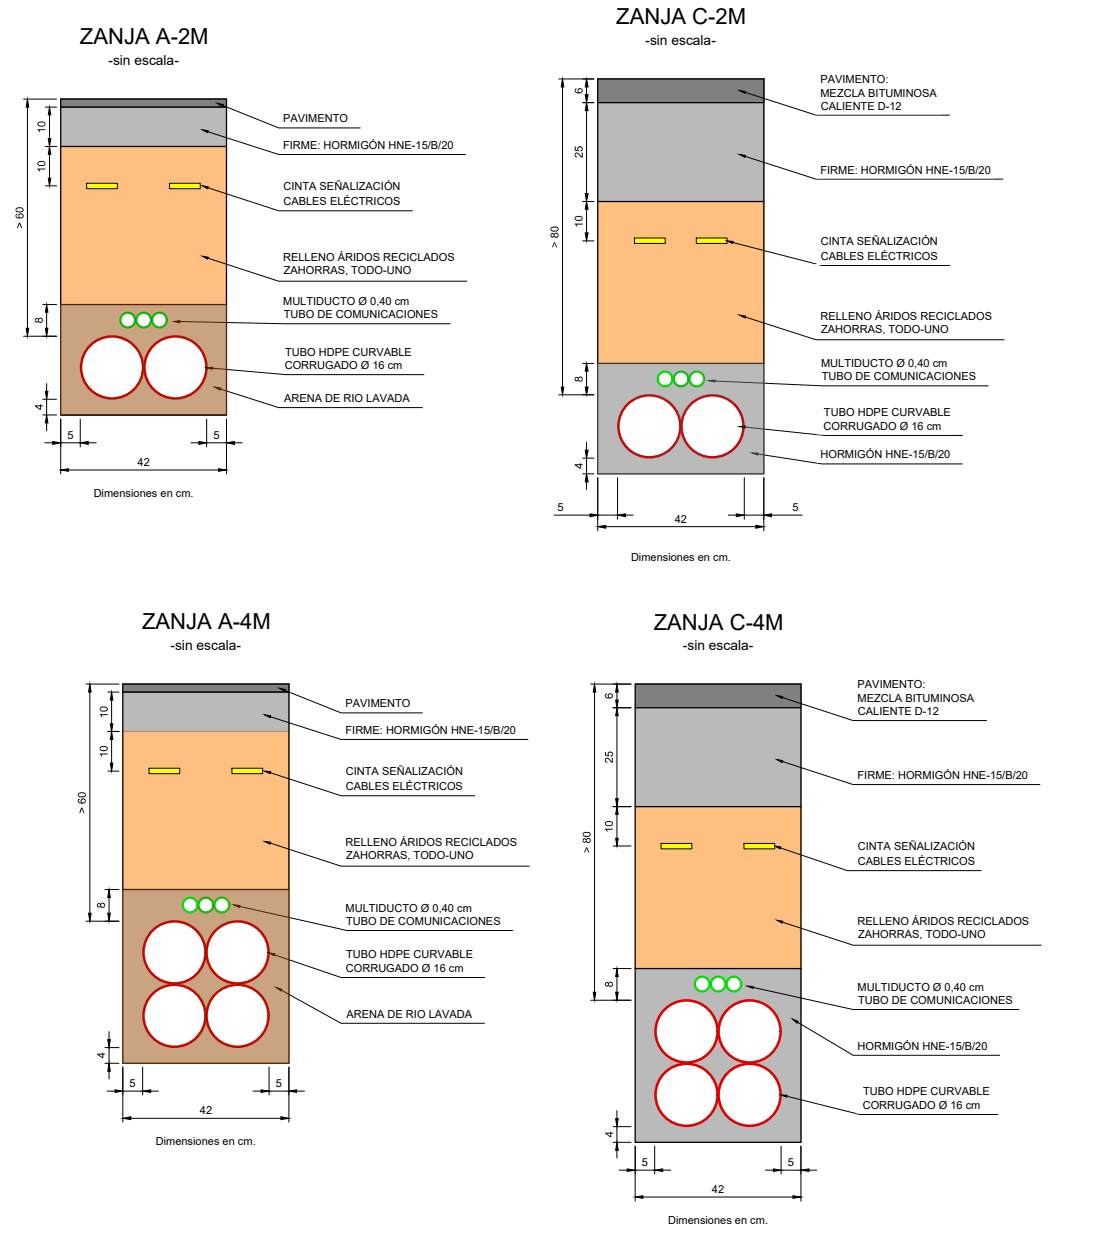 ZANJA A-2M
-sin escala-
PAVIMENTO
FIRME: HORMIGÓN HNE-15/B/20
CINTA SEÑALIZACIÓN
CABLES ELÉCTRICOS
RELLENO ÁRIDOS RECICLADOS
ZAHORRAS, TODO-UNO
MULTIDUCTO Ø 0,40 cm
TUBO DE COMUNICACIONES
TUBO HDPE CURVABLE
CORRUGADO Ø 16 cm
ARENA DE RIO LAVADA
10
10
> 60
8
4
5
5
42
Dimensiones en cm.
ZANJA C-2M
-sin escala-
PAVIMENTO:
MEZCLA BITUMINOSA
CALIENTE D-12
FIRME: HORMIGÓN HNE-15/B/20
CINTA SEÑALIZACIÓN
CABLES ELÉCTRICOS
RELLENO ÁRIDOS RECICLADOS
ZAHORRAS, TODO-UNO
MULTIDUCTO Ø 0,40 cm
TUBO DE COMUNICACIONES
TUBO HDPE CURVABLE
CORRUGADO Ø 16 cm
HORMIGÓN HNE-15/B/20
6
25
10
> 80
8
4
5
5
42
Dimensiones en cm.
ZANJA A-4M
-sin escala-
PAVIMENTO
FIRME: HORMIGÓN HNE-15/B/20
CINTA SEÑALIZACIÓN
CABLES ELÉCTRICOS
RELLENO ÁRIDOS RECICLADOS
ZAHORRAS, TODO-UNO
MULTIDUCTO Ø 0,40 cm
TUBO DE COMUNICACIONES
TUBO HDPE CURVABLE
CORRUGADO Ø 16 cm
ARENA DE RIO LAVADA
10
10
> 60
8
4
5
5
42
Dimensiones en cm.
ZANJA C-4M
-sin escala-
PAVIMENTO:
MEZCLA BITUMINOSA
CALIENTE D-12
FIRME: HORMIGÓN HNE-15/B/20
CINTA SEÑALIZACIÓN
CABLES ELÉCTRICOS
RELLENO ÁRIDOS RECICLADOS
ZAHORRAS, TODO-UNO
MULTIDUCTO Ø 0,40 cm
TUBO DE COMUNICACIONES
HORMIGÓN HNE-15/B/20
TUBO HDPE CURVABLE
CORRUGADO Ø 16 cm
6
25
10
> 80
8
4
5
5
42
Dimensiones en cm.